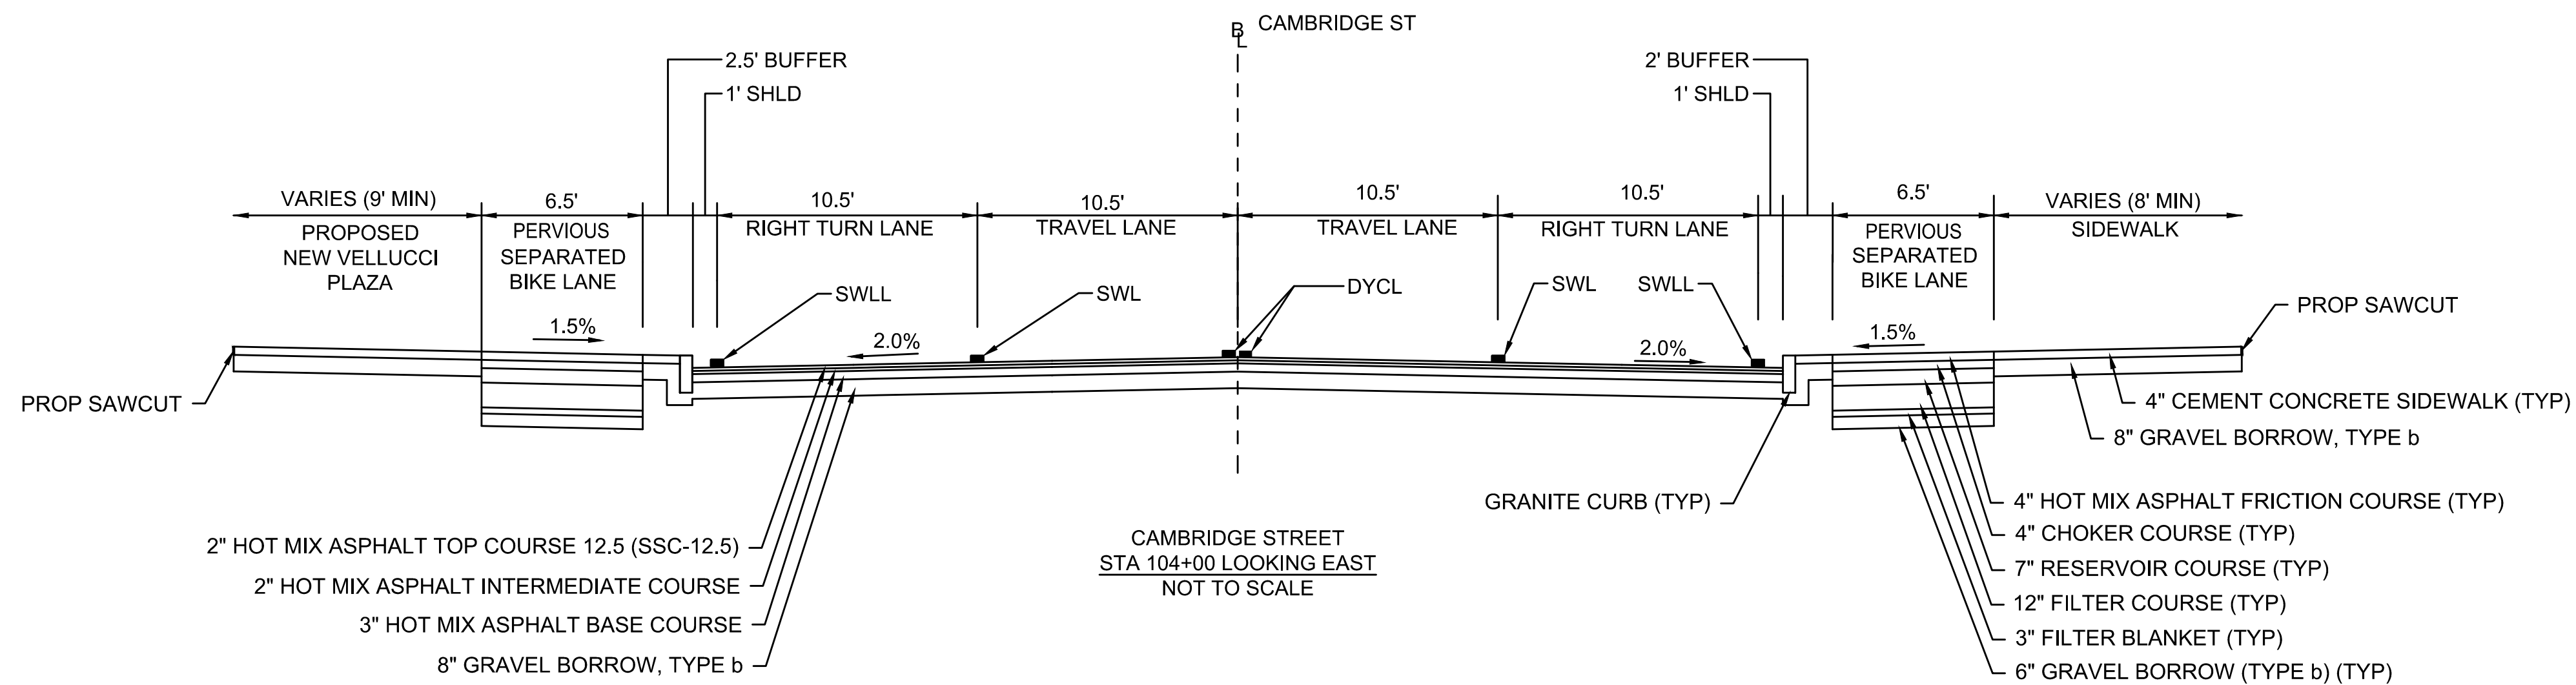 BL CAMBRIDGE ST
2.5' BUFFER
1' SHLD
2' BUFFER
1' SHLD
VARIES (9' MIN)
PROPOSED
NEW VELLUCCI
PLAZA
6.5'
PERVIOUS
SEPARATED
BIKE LANE
10.5'
RIGHT TURN LANE
10.5'
TRAVEL LANE
10.5'
TRAVEL LANE
10.5'
RIGHT TURN LANE
6.5'
PERVIOUS
SEPARATED
BIKE LANE
VARIES (8' MIN)
SIDEWALK
SWLL
SWL
DYCL
SWL
SWLL
PROP SAWCUT
1.5%
2.0%
2.0%
1.5%
PROP SAWCUT
4" CEMENT CONCRETE SIDEWALK (TYP)
8" GRAVEL BORROW, TYPE b
GRANITE CURB (TYP)
4" HOT MIX ASPHALT FRICTION COURSE (TYP)
4" CHOKER COURSE (TYP)
7" RESERVOIR COURSE (TYP)
12" FILTER COURSE (TYP)
3" FILTER BLANKET (TYP)
6" GRAVEL BORROW (TYPE b) (TYP)
2" HOT MIX ASPHALT TOP COURSE 12.5 (SSC-12.5)
2" HOT MIX ASPHALT INTERMEDIATE COURSE
3" HOT MIX ASPHALT BASE COURSE
8" GRAVEL BORROW, TYPE b
CAMBRIDGE STREET
STA 104+00 LOOKING EAST
NOT TO SCALE